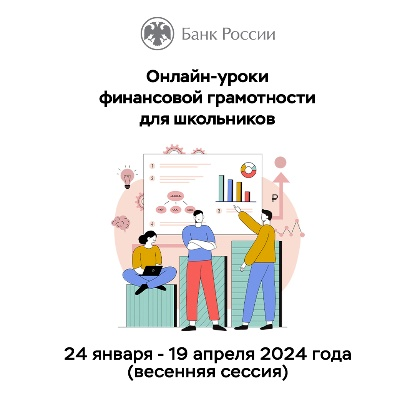 Банк России
Онлайн-уроки
финансовой грамотности
для школьников
₽
24 января - 19 апреля 2024 года
(весенняя сессия)